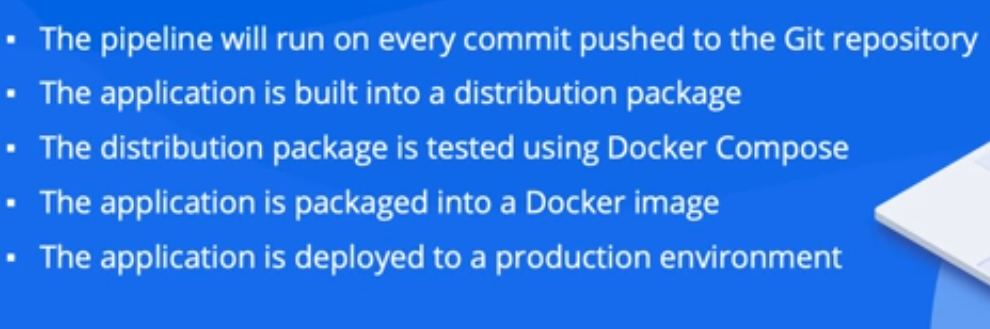 ▪ The pipeline will run on every commit pushed to the Git repository
▪ The application is built into a distribution package
▪ The distribution package is tested using Docker Compose
▪ The application is packaged into a Docker image
▪ The application is deployed to a production environment